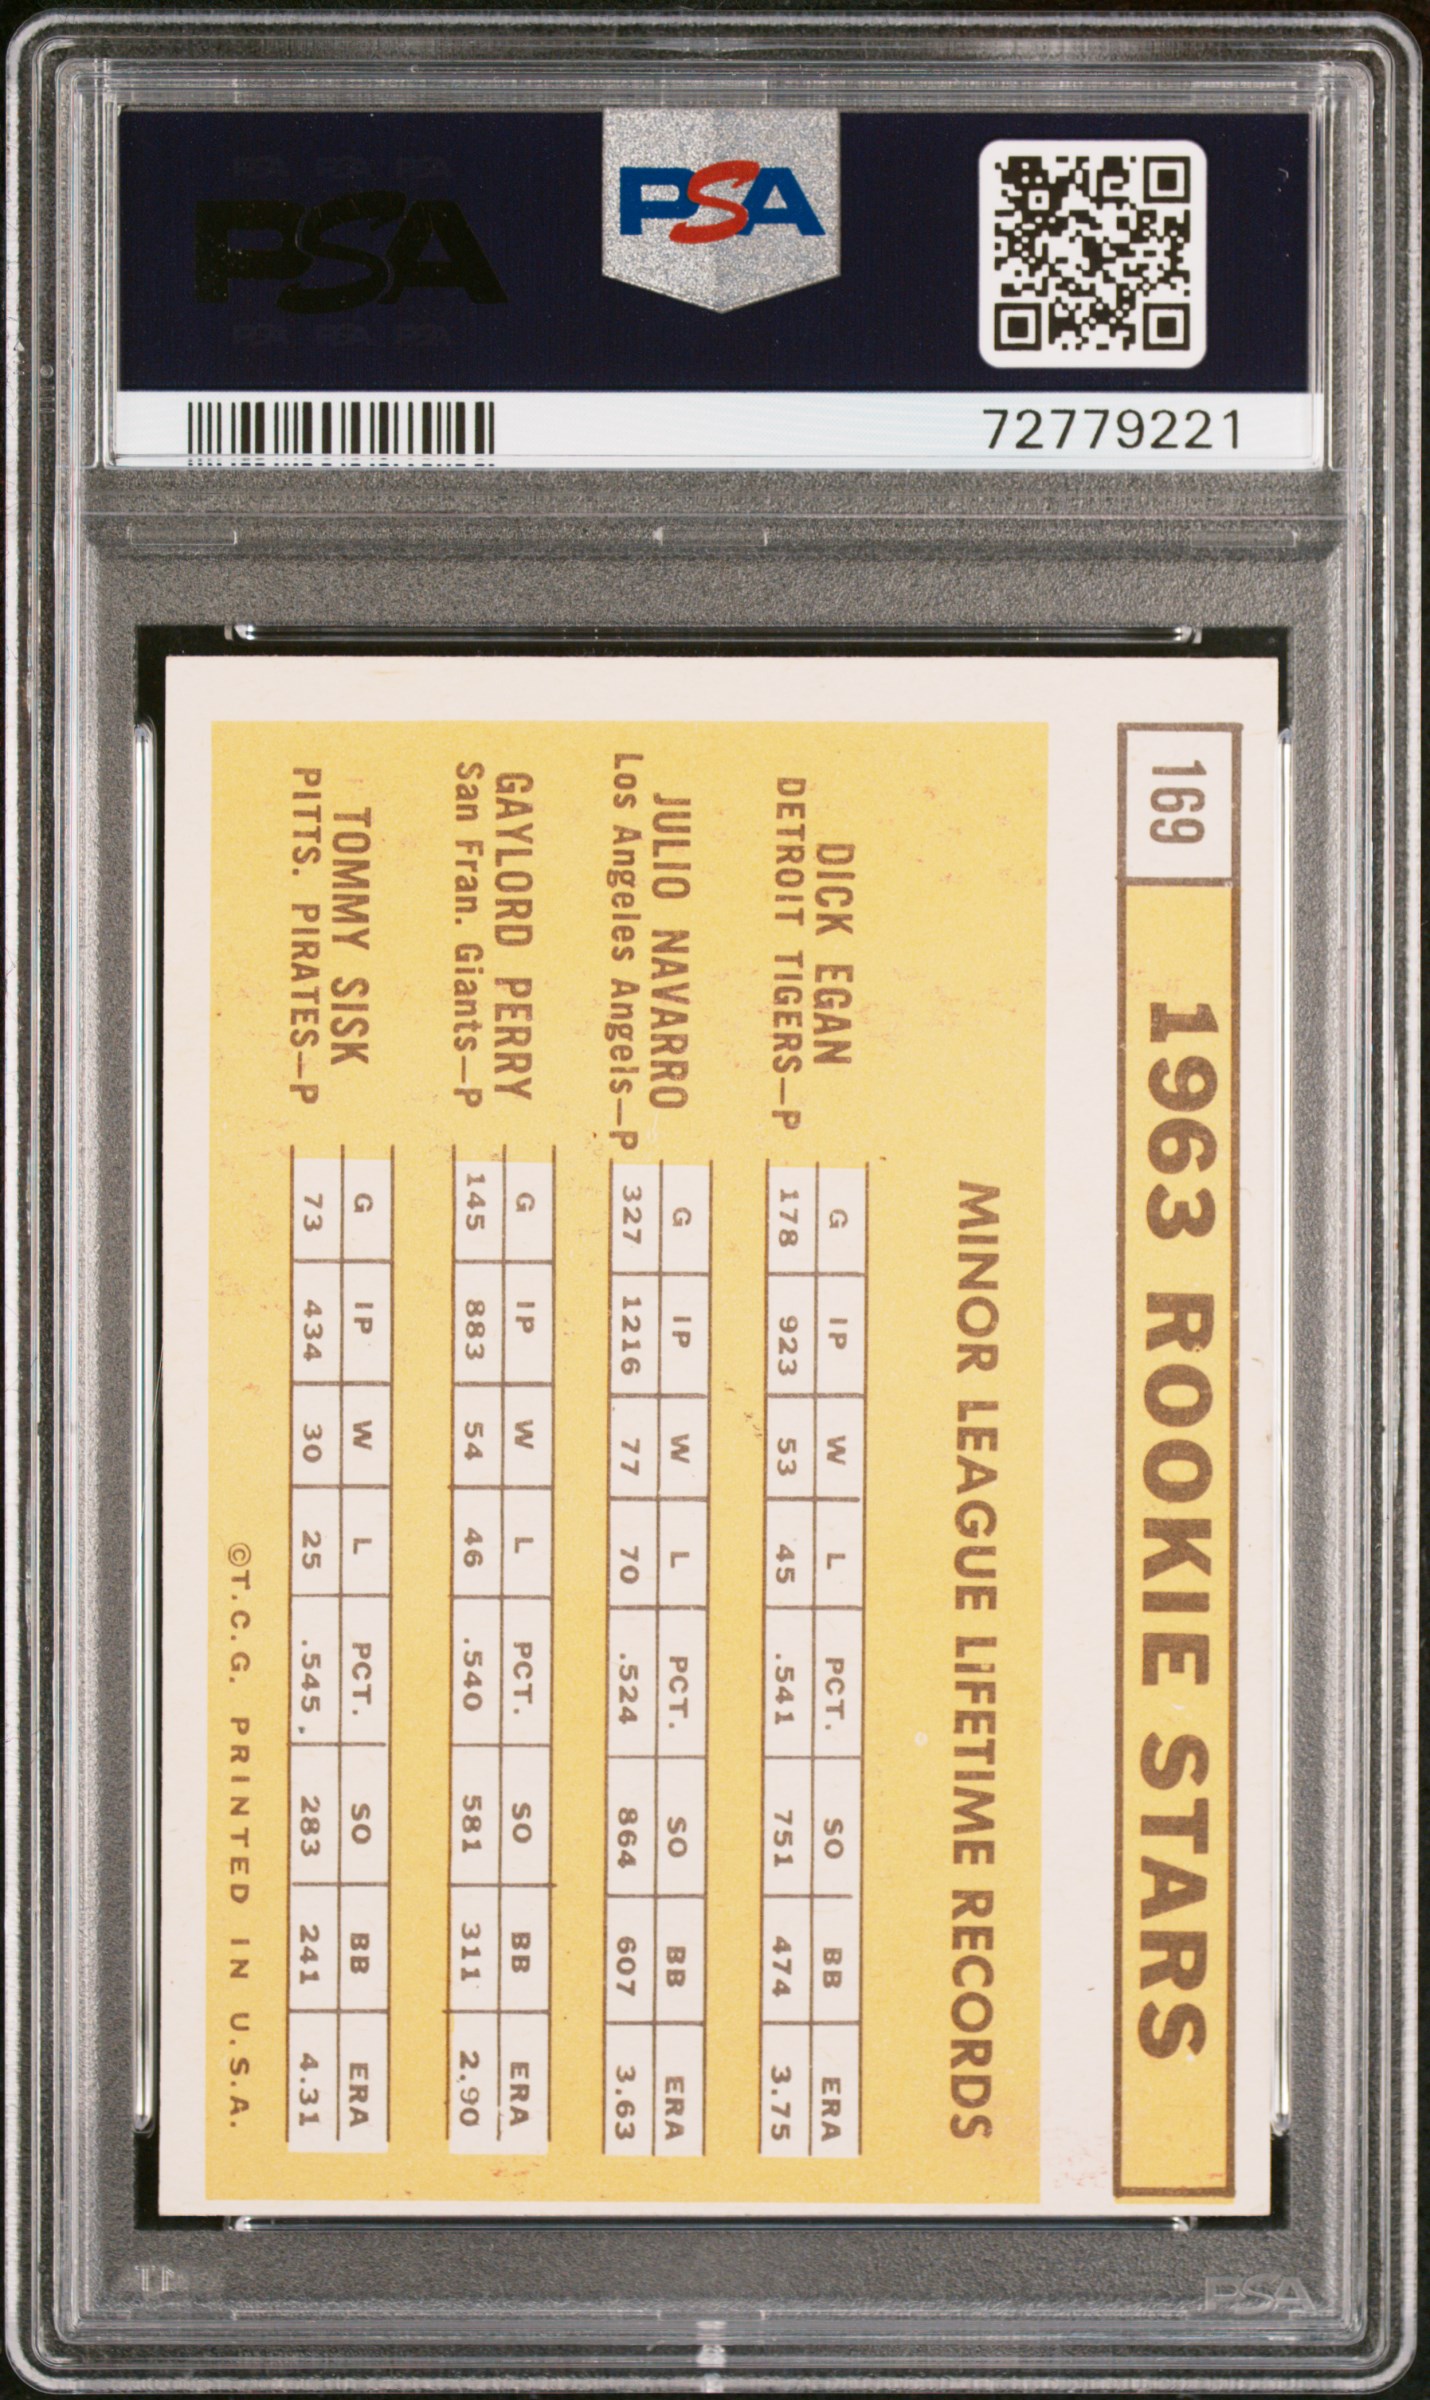 PSA
PSA
72779221
169
1963 ROOKIE STARS
MINOR LEAGUE LIFETIME RECORDS
DICK EGAN
DETROIT TIGERS—P
G IP W L PCT. SO BB ERA
178 923 53 45 .541 751 474 3.75
JULIO NAVARRO
Los Angeles Angels—P
G IP W L PCT. SO BB ERA
327 1216 77 70 .524 864 607 3.63
GAYLORD PERRY
San Fran. Giants—P
G IP W L PCT. SO BB ERA
145 883 54 46 .540 581 311 2.90
TOMMY SISK
PITTS. PIRATES—P
G IP W L PCT. SO BB ERA
73 434 30 25 .545. 283 241 4.31
©T.C.G. PRINTED IN U.S.A.
PSA